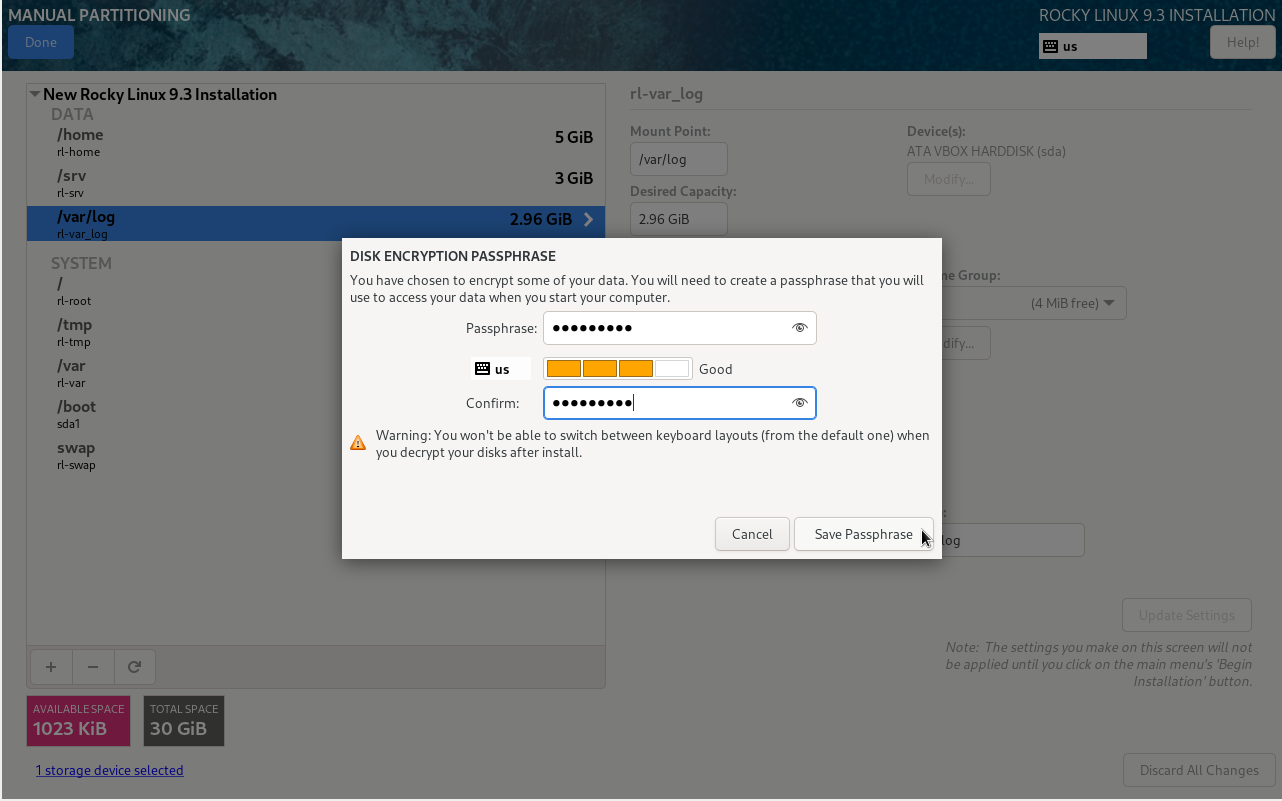 MANUAL PARTITIONING
ROCKY LINUX 9.3 INSTALLATION
Done
us
Help!
New Rocky Linux 9.3 Installation
DATA
/home
5 GiB
rl-home
/srv
3 GiB
rl-srv
/var/log
2.96 GiB
rl-var_log
SYSTEM
/
rl-root
/tmp
rl-tmp
/var
rl-var
/boot
sda1
swap
rl-swap
AVAILABLE SPACE
1023 KiB
TOTAL SPACE
30 GiB
1 storage device selected
rl-var_log
Mount Point:
/var/log
Desired Capacity:
2.96 GiB
Device(s):
ATA VBOX HARDDISK (sda)
Modify...
me Group:
(4 MiB free)
dify...
:
log
Update Settings
Note: The settings you make on this screen will not
be applied until you click on the main menu's 'Begin
Installation' button.
Discard All Changes
DISK ENCRYPTION PASSPHRASE
You have chosen to encrypt some of your data. You will need to create a passphrase that you will
use to access your data when you start your computer.
Passphrase: ●●●●●●●●●
us
Good
Confirm: ●●●●●●●●●
Warning: You won't be able to switch between keyboard layouts (from the default one) when
you decrypt your disks after install.
Cancel
Save Passphrase